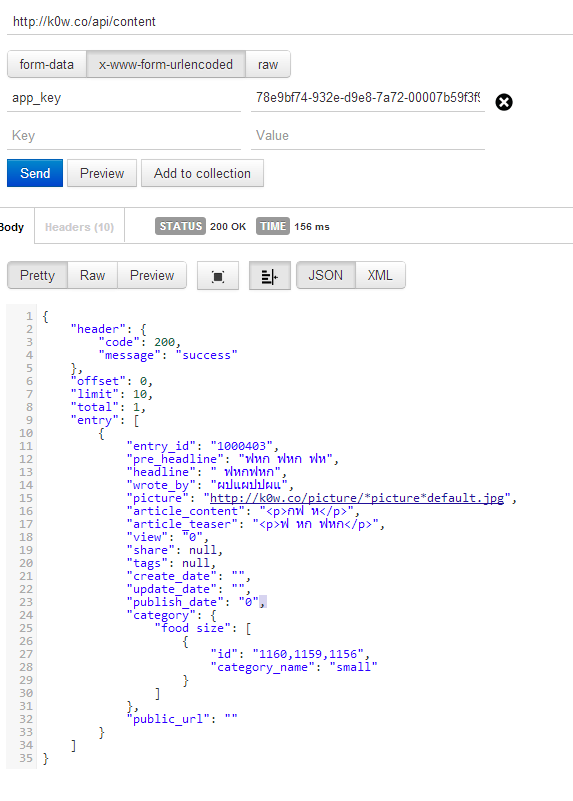 http://k0w.co/api/content
form-data x-www-form-urlencoded raw
app_key 78e9bf74-932e-d9e8-7a72-00007b59f3f9
Key Value
Send Preview Add to collection
Body Headers (10) STATUS 200 OK TIME 156 ms
Pretty Raw Preview JSON XML
1 {
2 "header": {
3 "code": 200,
4 "message": "success"
5 },
6 "offset": 0,
7 "limit": 10,
8 "total": 1,
9 "entry": [
10 {
11 "entry_id": "1000403",
12 "pre_headline": "ฟหก ฟหก ฟห",
13 "headline": " ฟหกฟหก",
14 "wrote_by": "ผปแผปปผแ",
15 "picture": "http://k0w.co/picture/*picture*default.jpg",
16 "article_content": "<p>กฟ ห</p>",
17 "article_teaser": "<p>ฟ หก ฟหก</p>",
18 "view": "0",
19 "share": null,
20 "tags": null,
21 "create_date": "",
22 "update_date": "",
23 "publish_date": "0",
24 "category": {
25 "food size": [
26 {
27 "id": "1160,1159,1156",
28 "category_name": "small"
29 }
30 ]
31 },
32 "public_url": ""
33 }
34 ]
35 }